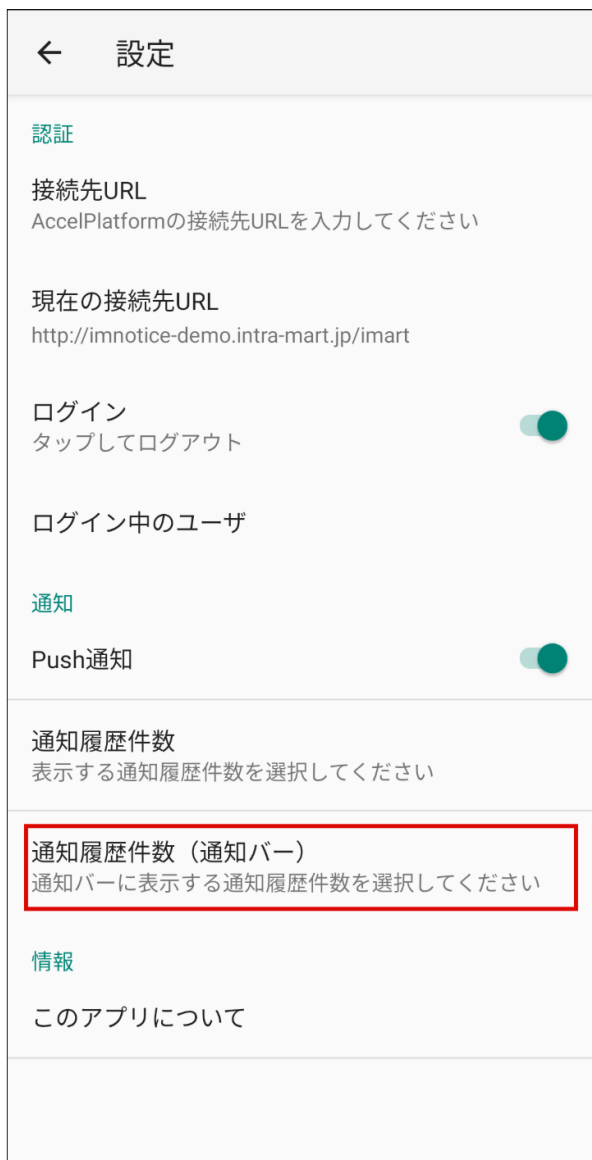 設定
認証
接続先URL
AccelPlatformの接続先URLを入力してください
現在の接続先URL
http://imnotice-demo.intra-mart.jp/imart
ログイン
タップしてログアウト
ログイン中のユーザ
通知
Push通知
通知履歴件数
表示する通知履歴件数を選択してください
通知履歴件数（通知バー）
通知バーに表示する通知履歴件数を選択してください
情報
このアプリについて